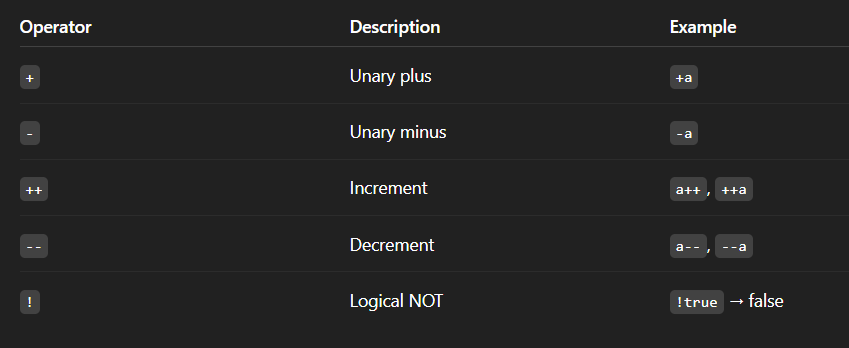 Operator Description Example
+ Unary plus +a
- Unary minus -a
++ Increment a++, ++a
-- Decrement a--, --a
! Logical NOT !true → false